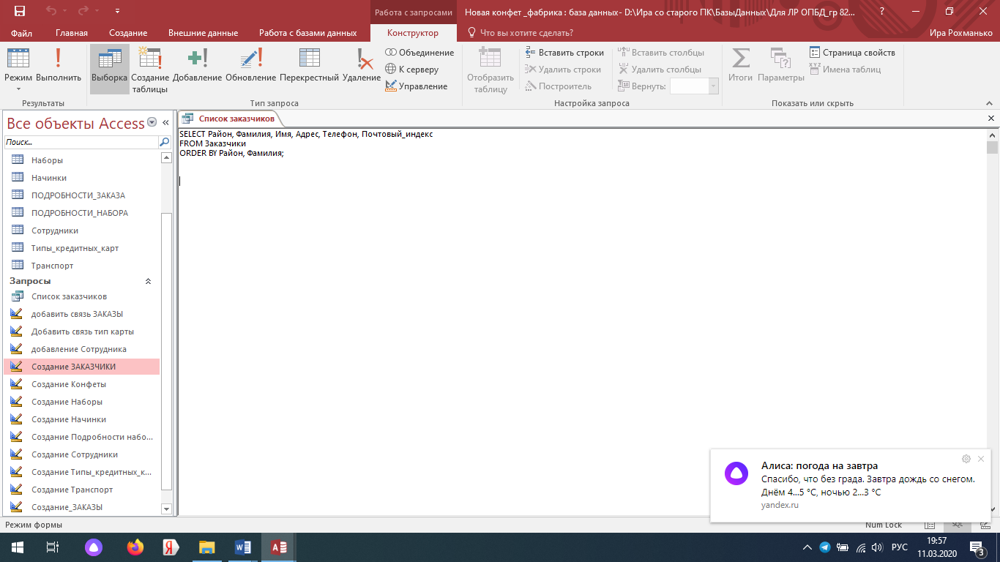 Работа с запросами
Новая конфет _фабрика : база данных- D:\Ира со старого ПК\БазыДанных\Для ЛР ОПБД_гр 82...
?
Файл
Главная
Создание
Внешние данные
Работа с базами данных
Конструктор
Что вы хотите сделать?
Ира Рохманько
Режим
Выполнить
Выборка
Создание
таблицы
Добавление
Обновление
Перекрестный
Удаление
Объединение
К серверу
Управление
Отобразить
таблицу
Вставить строки
Удалить строки
Построитель
Вставить столбцы
Удалить столбцы
Вернуть:
Итоги
Параметры
Страница свойств
Имена таблиц
Результаты
Тип запроса
Настройка запроса
Показать или скрыть
Все объекты Access
Поиск...
Наборы
Начинки
ПОДРОБНОСТИ_ЗАКАЗА
ПОДРОБНОСТИ_НАБОРА
Сотрудники
Типы_кредитных_карт
Транспорт
Запросы
Список заказчиков
добавить связь ЗАКАЗЫ
Добавить связь тип карты
добавление Сотрудника
Создание ЗАКАЗЧИКИ
Создание Конфеты
Создание Наборы
Создание Начинки
Создание Подробности набо...
Создание Сотрудники
Создание Типы_кредитных_к...
Создание Транспорт
Создание_ЗАКАЗЫ
Список заказчиков
SELECT Район, Фамилия, Имя, Адрес, Телефон, Почтовый_индекс
FROM Заказчики
ORDER BY Район, Фамилия;
Алиса: погода на завтра
Спасибо, что без града. Завтра дождь со снегом.
Днём 4...5 °C, ночью 2...3 °C
yandex.ru
Режим формы
Num Lock
SQL
РУС
19:57
11.03.2020
3